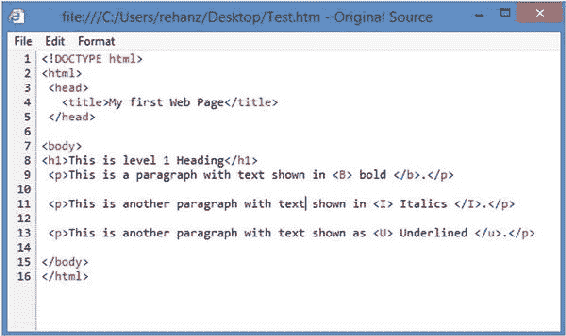 file:///C:/Users/rehanz/Desktop/Test.htm - Original Source
File Edit Format
1 <!DOCTYPE html>
2 <html>
3 <head>
4 <title>My first Web Page</title>
5 </head>
6
7 <body>
8 <h1>This is level 1 Heading</h1>
9 <p>This is a paragraph with text shown in <B> bold </b>.</p>
10
11 <p>This is another paragraph with text shown in <I> Italics </I>.</p>
12
13 <p>This is another paragraph with text shown as <U> Underlined </u>.</p>
14
15 </body>
16 </html>